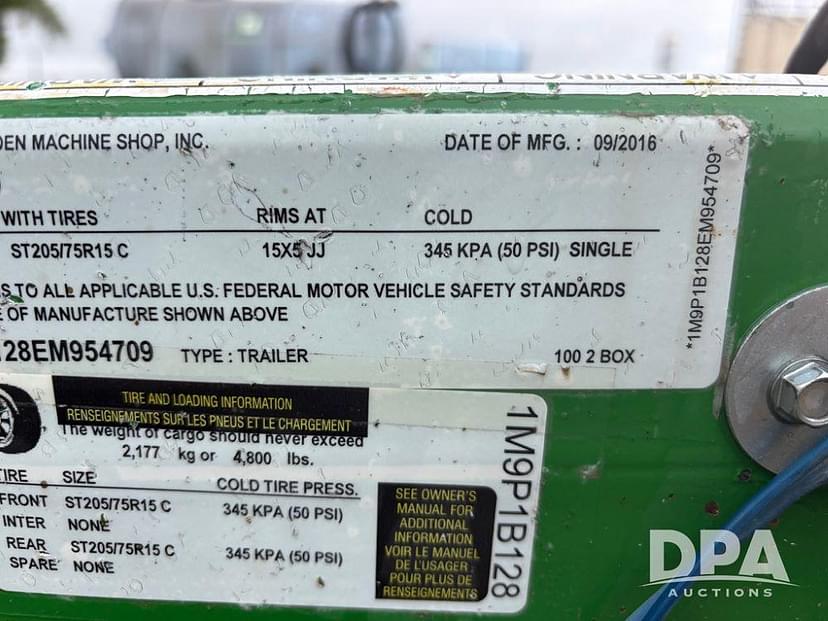 WARNING
DEN MACHINE SHOP, INC. DATE OF MFG. : 09/2016
WITH TIRES RIMS AT COLD
ST205/75R15 C 15X5 JJ 345 KPA (50 PSI) SINGLE
S TO ALL APPLICABLE U.S. FEDERAL MOTOR VEHICLE SAFETY STANDARDS
E OF MANUFACTURE SHOWN ABOVE
128EM954709 TYPE : TRAILER 100 2 BOX
*1M9P1B128EM954709*
TIRE AND LOADING INFORMATION
RENSEIGNEMENTS SUR LES PNEUS ET LE CHARGEMENT
The weight of cargo should never exceed
2,177 kg or 4,800 lbs.
TIRE SIZE COLD TIRE PRESS.
FRONT ST205/75R15 C 345 KPA (50 PSI)
INTER NONE
REAR ST205/75R15 C 345 KPA (50 PSI)
SPARE NONE
SEE OWNER'S
MANUAL FOR
ADDITIONAL
INFORMATION
VOIR LE MANUEL
DE L'USAGER
POUR PLUS DE
RENSEIGNEMENTS
1M9P1B128
DPA
AUCTIONS